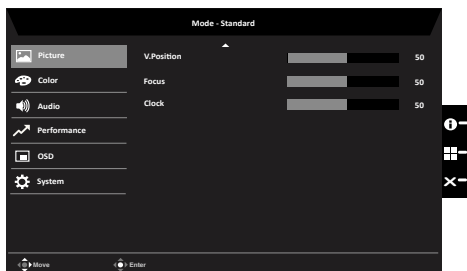 Mode - Standard
Picture
V.Position 50
Color
Focus 50
Audio
Clock 50
Performance
OSD
System
Move Enter